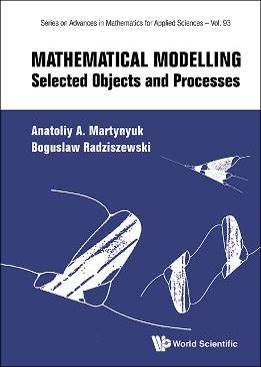 Series on Advances in Mathematics for Applied Sciences – Vol. 93
MATHEMATICAL MODELLING
Selected Objects and Processes
Anatoliy A. Martynyuk
Boguslaw Radziszewski
World Scientific